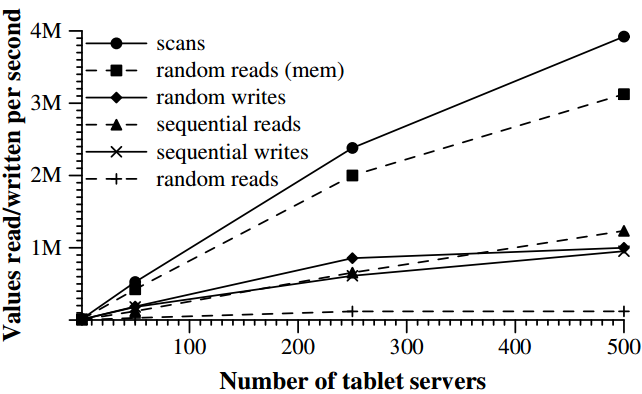 Values read/written per second
4M
3M
2M
1M
scans
random reads (mem)
random writes
sequential reads
sequential writes
random reads
100
200
300
400
500
Number of tablet servers